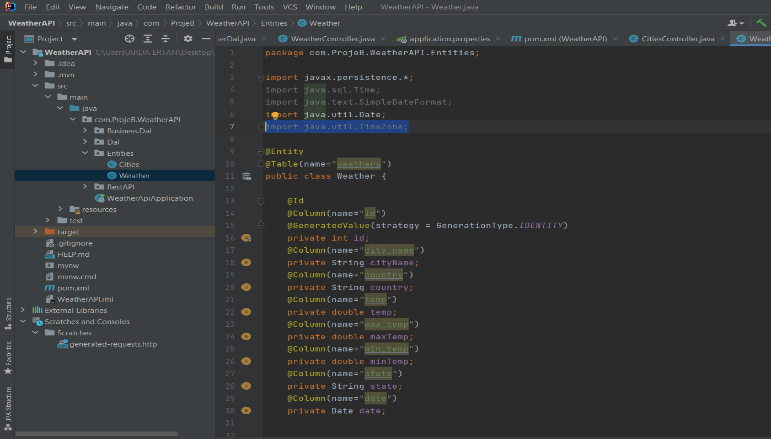 File Edit View Navigate Code Refactor Build Run Tools VCS Window Help WeatherAPI - Weather.java
WeatherAPI src main java com ProjeB WeatherAPI Entities Weather
Project
erDal.java WeatherController.java application.properties pom.xml (WeatherAPI) CitiesController.java Weath
Project
WeatherAPI C:\Users\ARDA ERTAN\Desktop\
.idea
.mvn
src
main
java
com.ProjeB.WeatherAPI
Business.Dal
Dal
Entities
Cities
Weather
RestAPI
WeatherApiApplication
resources
test
target
.gitignore
HELP.md
mvnw
mvnw.cmd
pom.xml
WeatherAPI.iml
External Libraries
Scratches and Consoles
Scratches
generated-requests.http
Structure
Favorites
JPA Structure
1 package com.ProjeB.WeatherAPI.Entities;
2
3 import javax.persistence.*;
4 import java.sql.Time;
5 import java.text.SimpleDateFormat;
6 import java.util.Date;
7 import java.util.TimeZone;
8
9 @Entity
10 @Table(name="weathers")
11 public class Weather {
12
13 @Id
14 @Column(name="id")
15 @GeneratedValue(strategy = GenerationType.IDENTITY)
16 private int id;
17 @Column(name="city_name")
18 private String cityName;
19 @Column(name="country")
20 private String country;
21 @Column(name="temp")
22 private double temp;
23 @Column(name="max_temp")
24 private double maxTemp;
25 @Column(name="min_temp")
26 private double minTemp;
27 @Column(name="state")
28 private String state;
29 @Column(name="date")
30 private Date date;
31
32